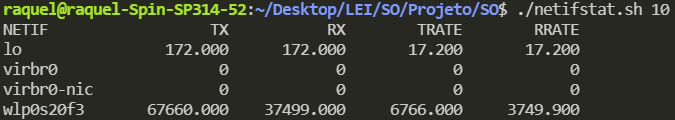 raquel@raquel-Spin-SP314-52:~/Desktop/LEI/SO/Projeto/SO$ ./netifstat.sh 10
NETIF TX RX TRATE RRATE
lo 172.000 172.000 17.200 17.200
virbr0 0 0 0 0
virbr0-nic 0 0 0 0
wlp0s20f3 67660.000 37499.000 6766.000 3749.900